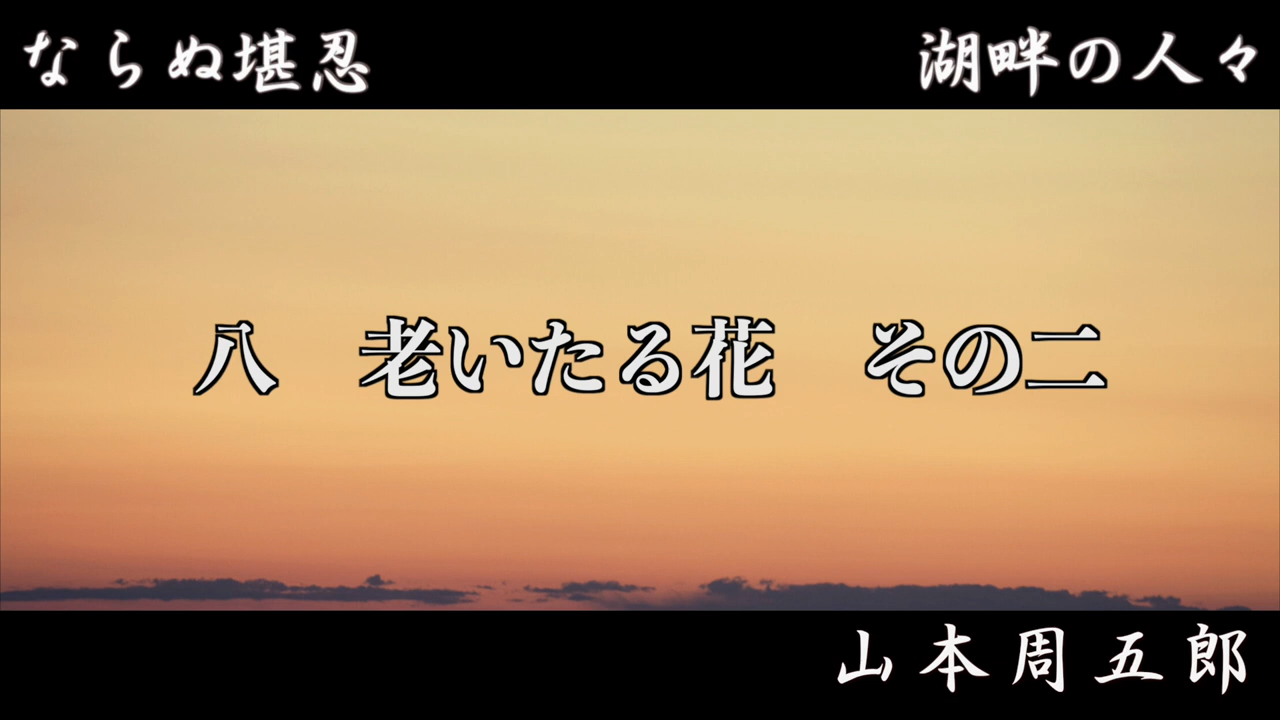 ならぬ堪忍
湖畔の人々
八　老いたる花　その二
山本周五郎